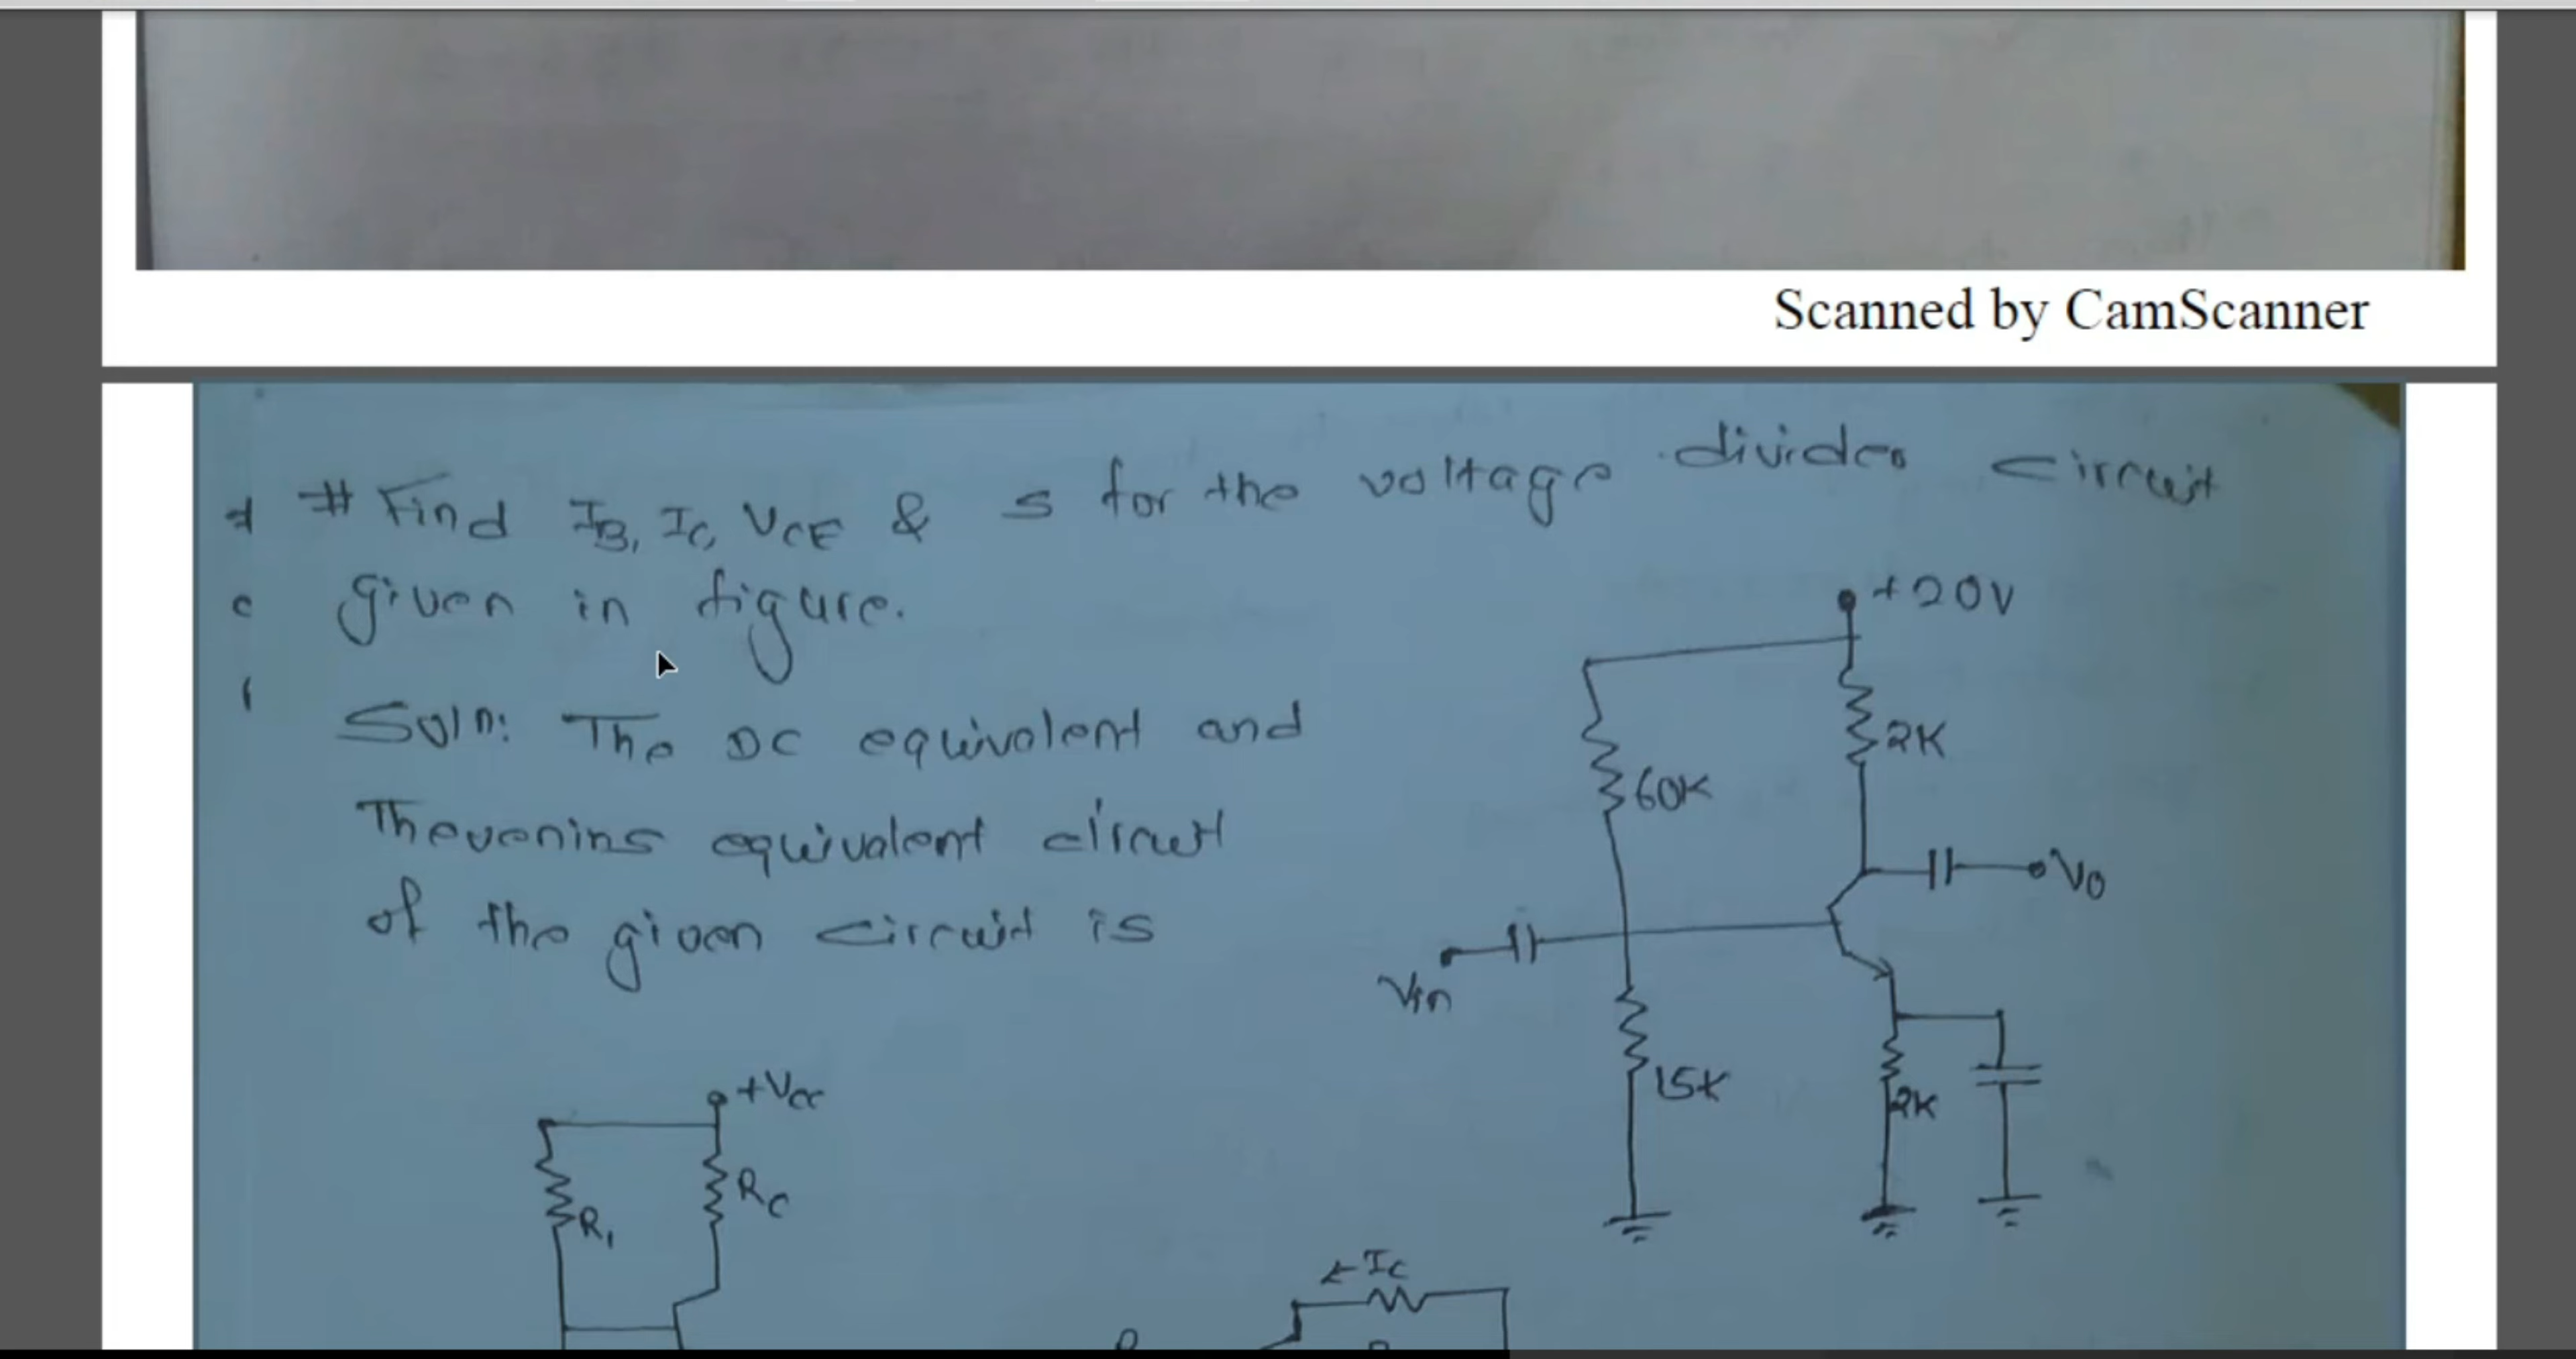 Scanned by CamScanner
# Find IB, IC, VCE & S for the voltage divider circuit
given in figure.
+20V
Soln: The DC equivalent and
2K
60K
Thevenins equivalent circuit
Vo
of the given circuit is
Vin
15K
2K
+Vcc
RC
R1
← IC